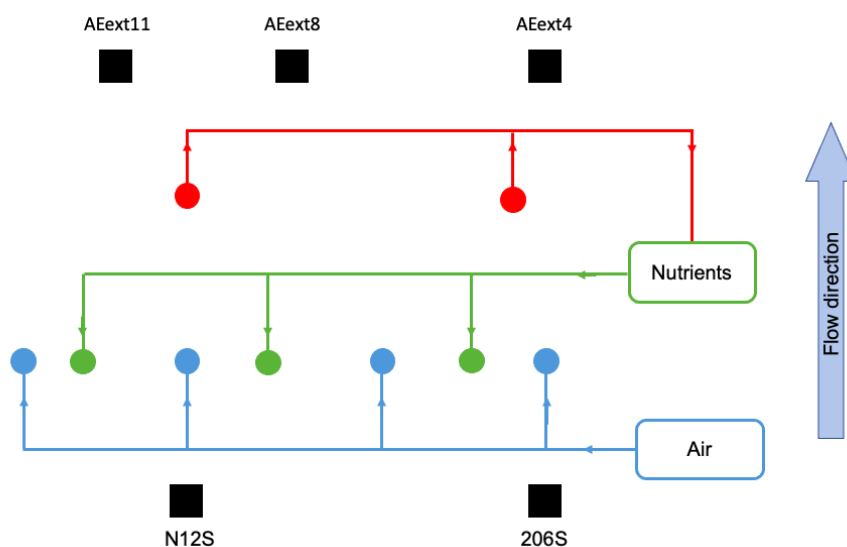 AEext11
AEext8
AEext4
Nutrients
Flow direction
Air
N12S
206S